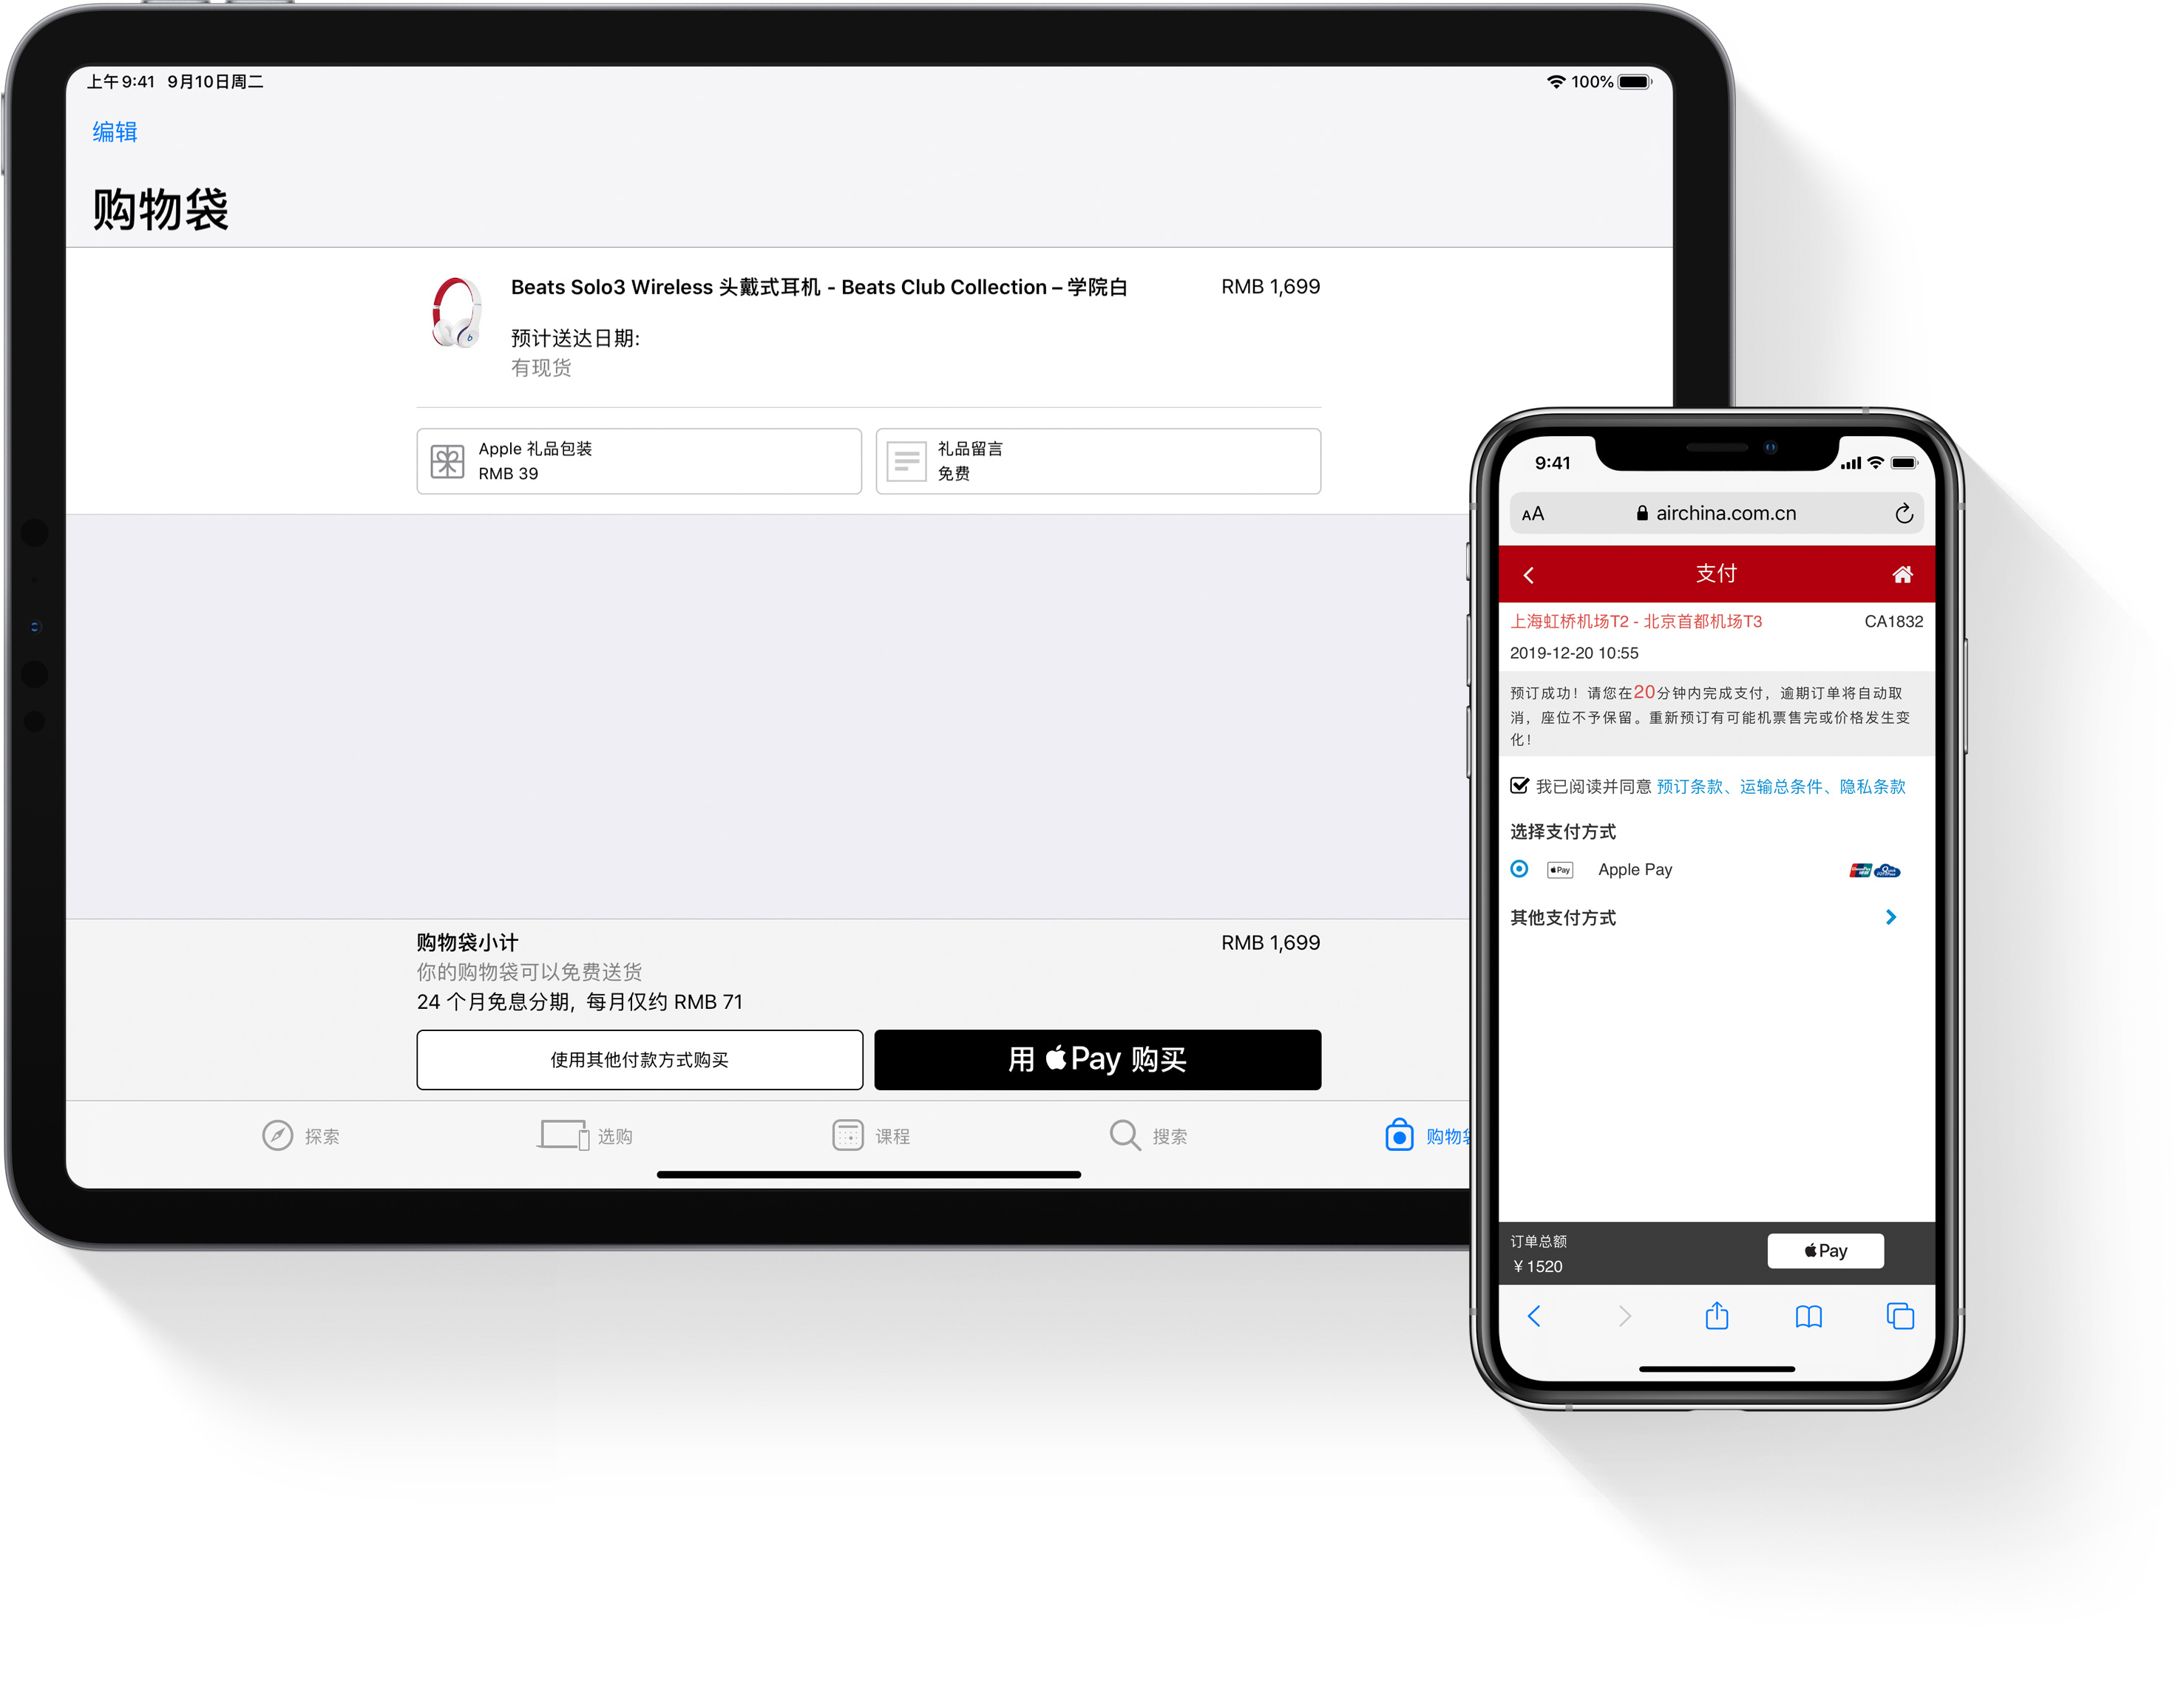 上午9:41 9月10日周二
100%
编辑
购物袋
Beats Solo3 Wireless 头戴式耳机 - Beats Club Collection – 学院白
RMB 1,699
预计送达日期:
有现货
Apple 礼品包装
RMB 39
礼品留言
免费
购物袋小计
RMB 1,699
你的购物袋可以免费送货
24 个月免息分期, 每月仅约 RMB 71
使用其他付款方式购买
用 Pay 购买
探索
选购
课程
搜索
购物
9:41
AA
airchina.com.cn
支付
上海虹桥机场T2 - 北京首都机场T3
CA1832
2019-12-20 10:55
预订成功！请您在20分钟内完成支付，逾期订单将自动取
消，座位不予保留。重新预订有可能机票售完或价格发生变
化！
我已阅读并同意 预订条款、运输总条件、隐私条款
选择支付方式
Pay
Apple Pay
其他支付方式
订单总额
¥ 1520
Pay